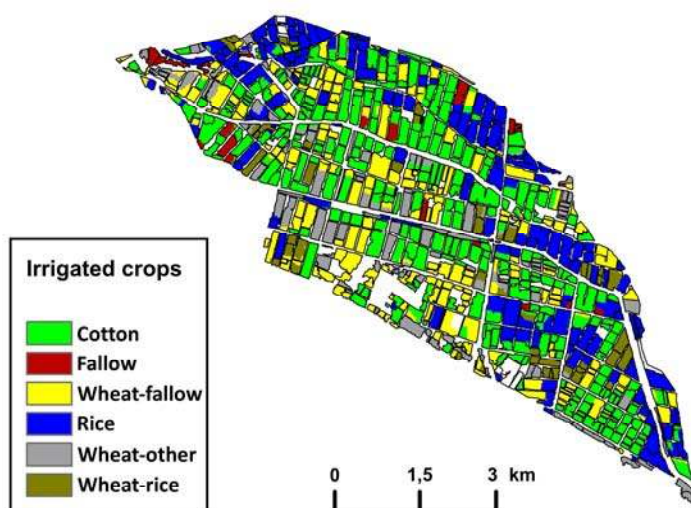 Irrigated crops
Cotton
Fallow
Wheat-fallow
Rice
Wheat-other
Wheat-rice
0 1,5 3 km